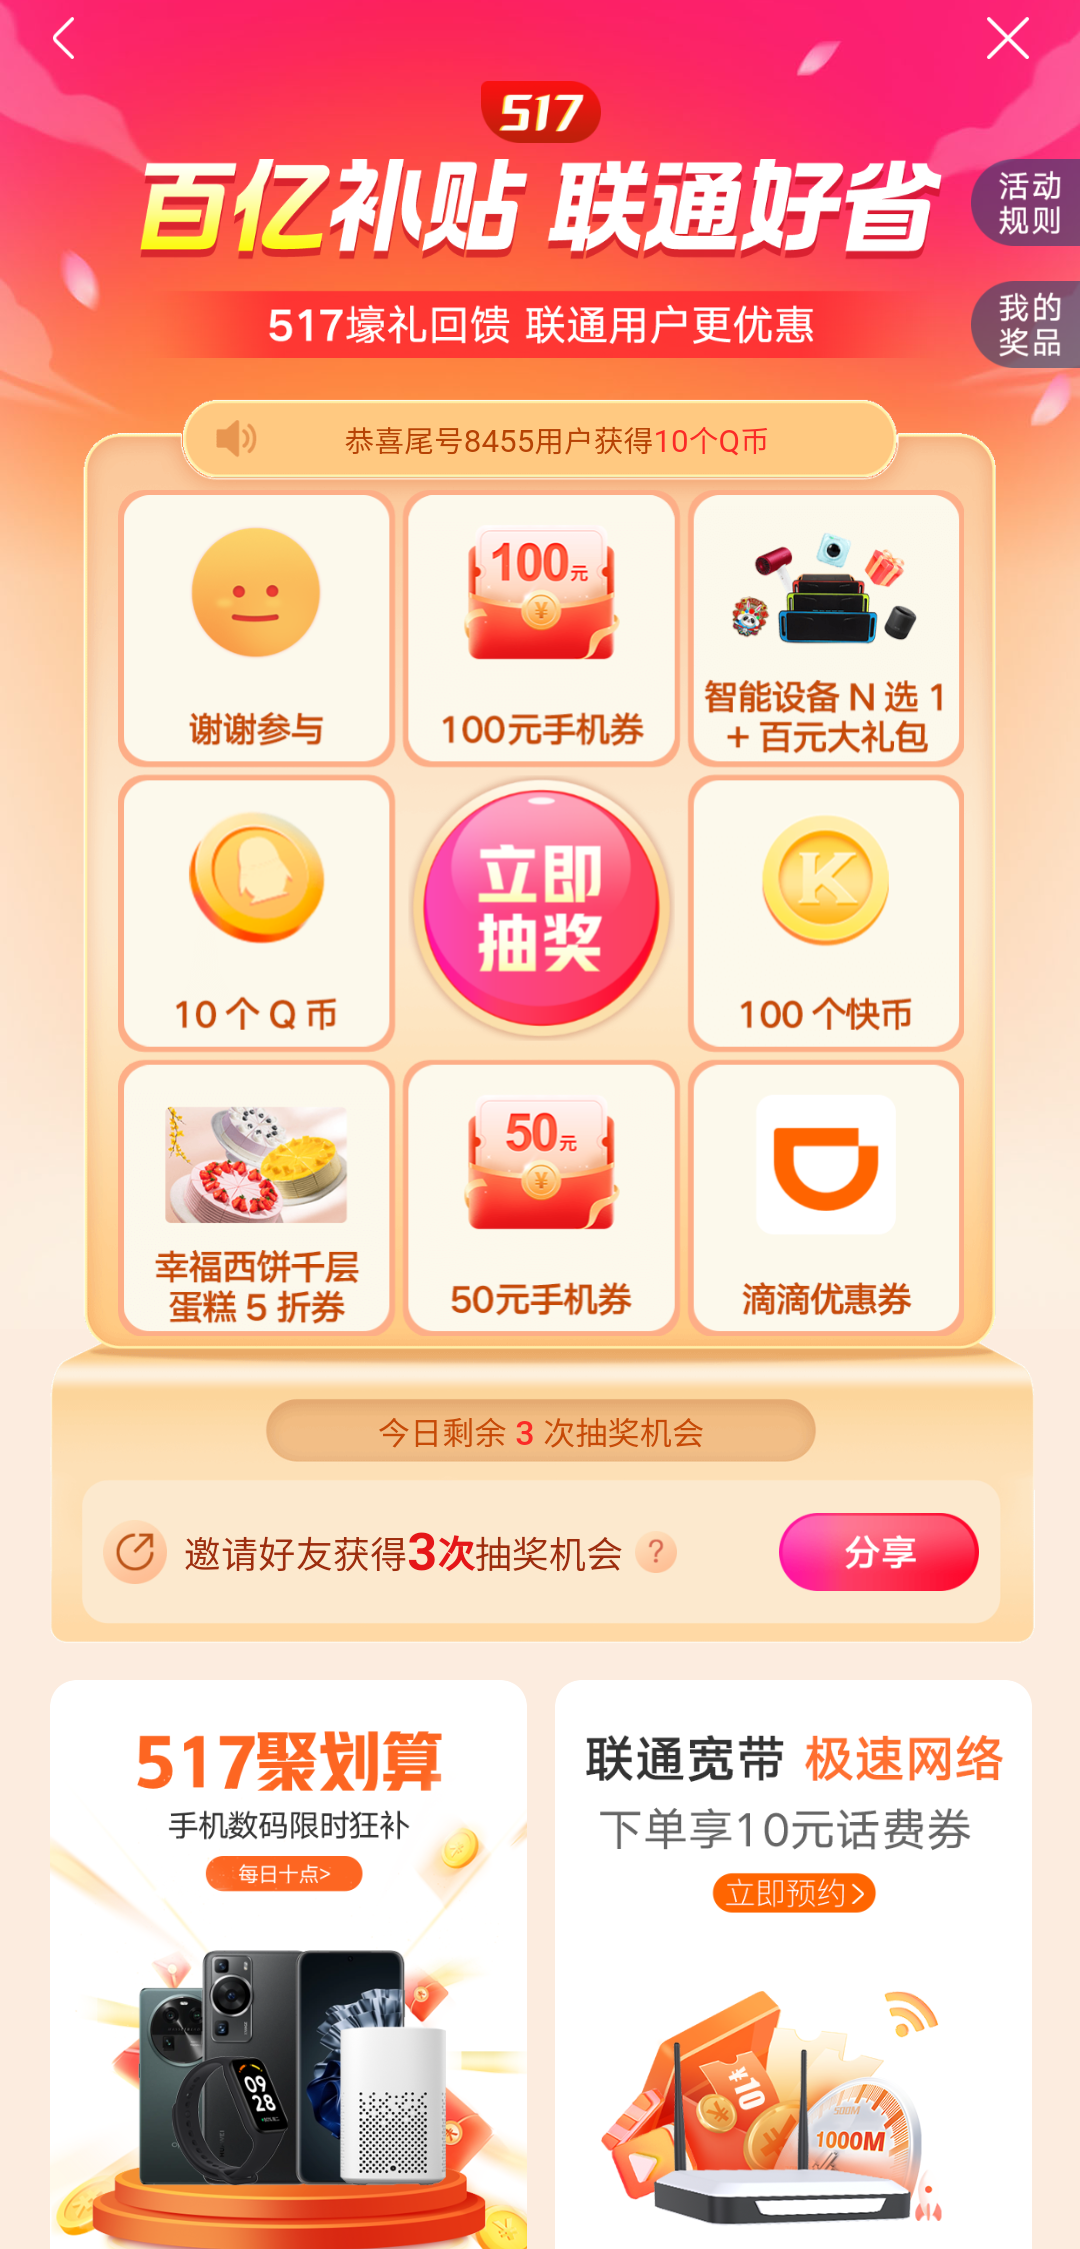 517
百亿补贴 联通好省
活动
规则
517壕礼回馈 联通用户更优惠
我的
奖品
恭喜尾号8455用户获得10个Q币
谢谢参与
100元
¥
100元手机券
智能设备 N 选 1
+ 百元大礼包
10 个 Q 币
立即
抽奖
K
100 个快币
幸福西饼千层
蛋糕 5 折券
50元
¥
50元手机券
滴滴优惠券
今日剩余 3 次抽奖机会
邀请好友获得3次抽奖机会 ?
分享
517聚划算
手机数码限时狂补
每日十点>
联通宽带 极速网络
下单享10元话费券
立即预约>
09
28
¥10
500M
1000M